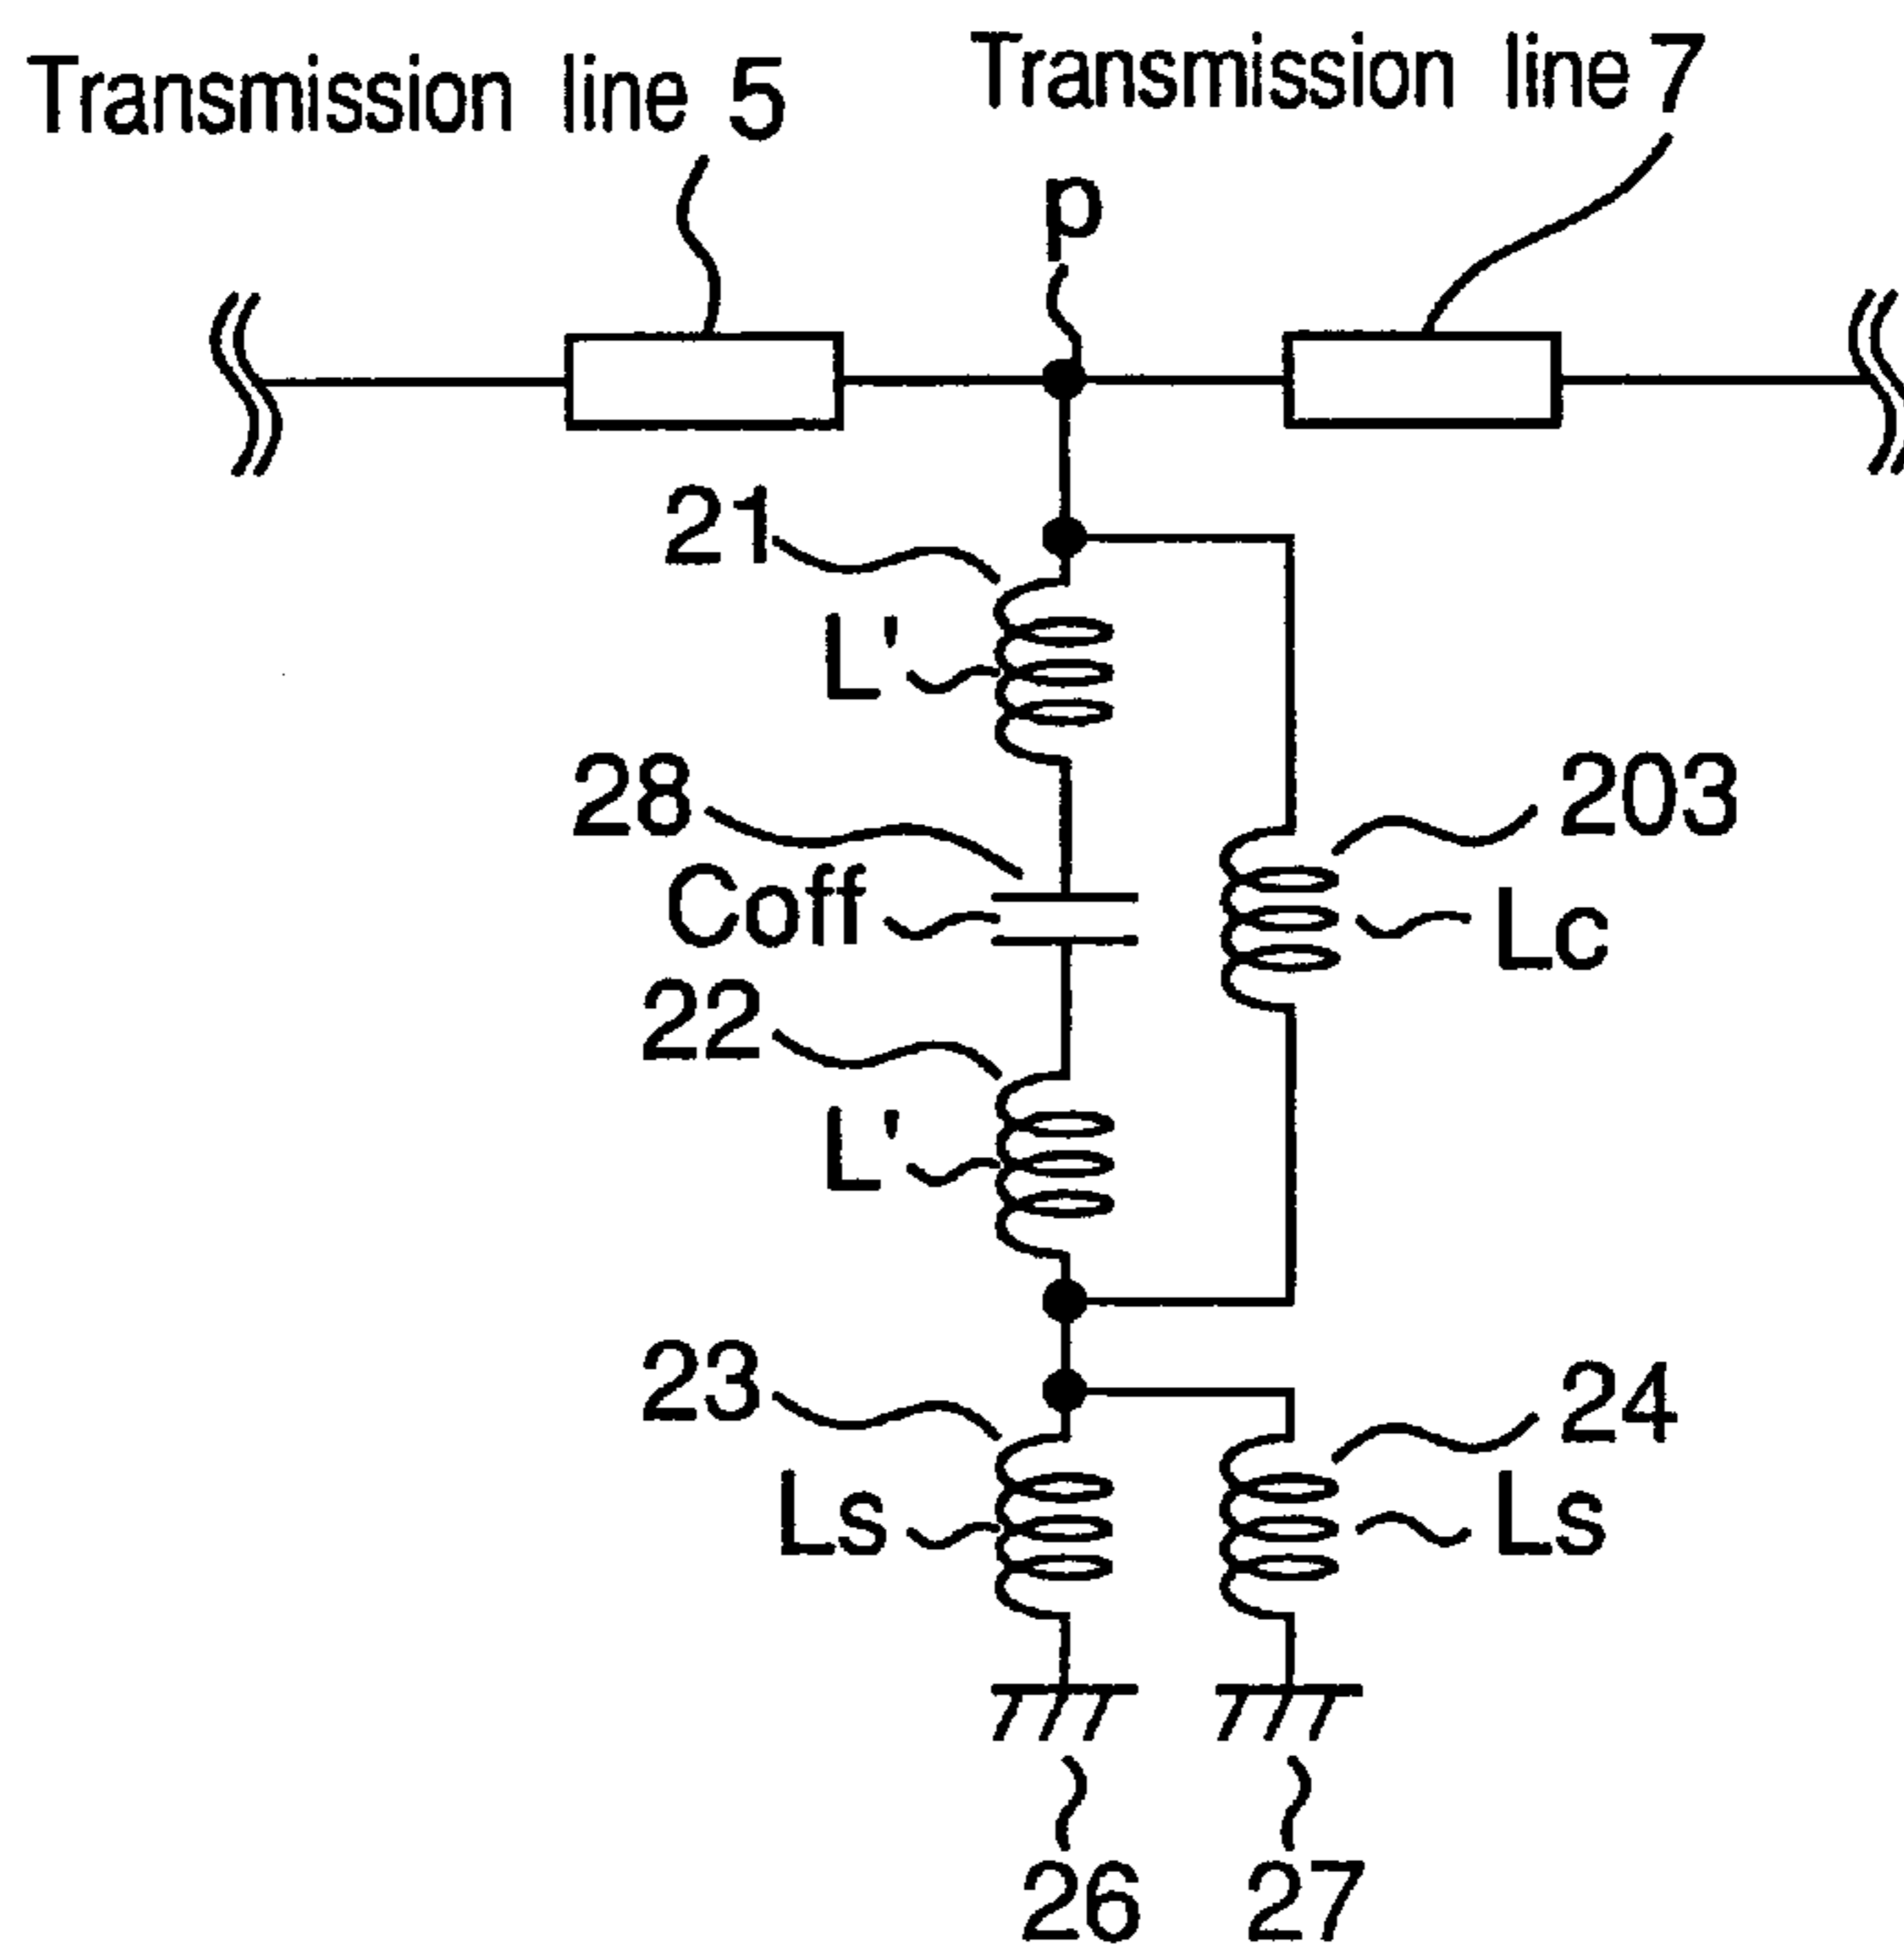 Transmission line 5
Transmission line 7
p
21
L'
28
203
Coff
Lc
22
L'
23
24
Ls
Ls
26
27